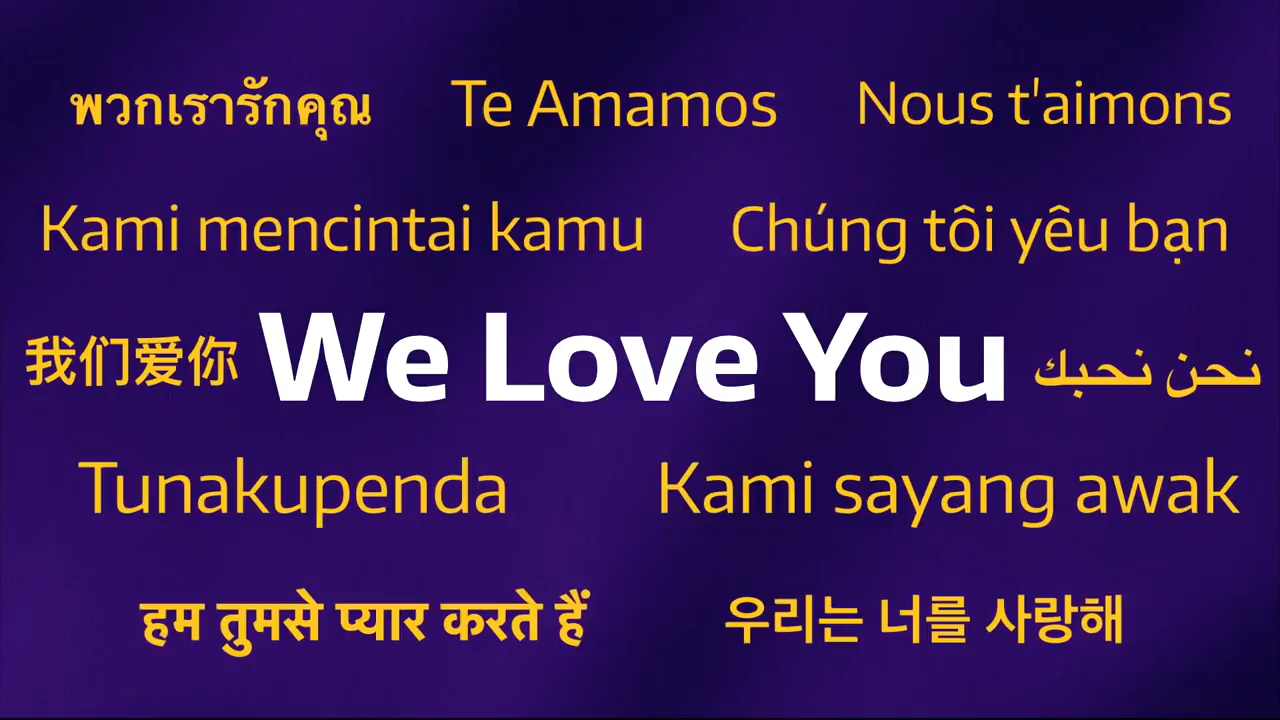 พวกเรารักคุณ Te Amamos Nous t'aimons
Kami mencintai kamu Chúng tôi yêu bạn
我们爱你 We Love You نحن نحبك
Tunakupenda Kami sayang awak
हम तुमसे प्यार करते हैं 우리는 너를 사랑해